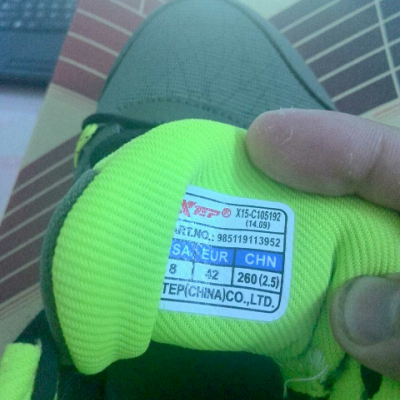 XTEP® X15-C105192
(14.09)
ART.NO.: 985119113952
SA EUR CHN
8 42 260 (2.5)
TEP(CHINA)CO.,LTD.